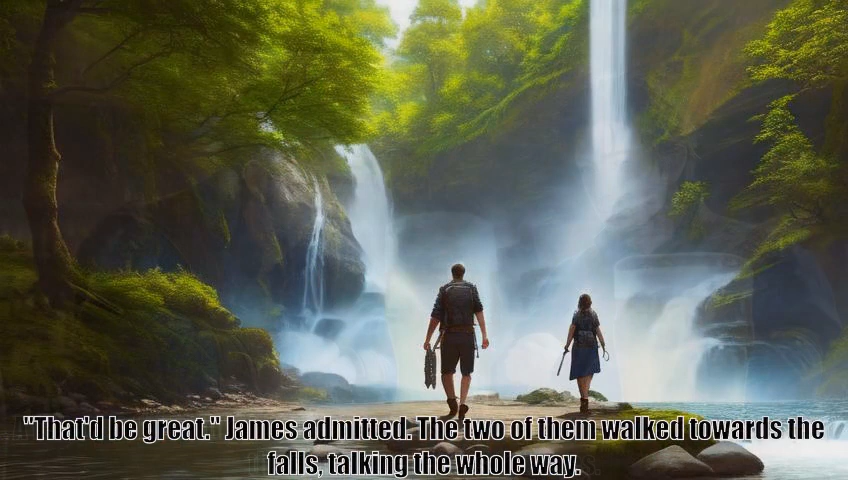 "That'd be great." James admitted. The two of them walked towards the
falls, talking the whole way.